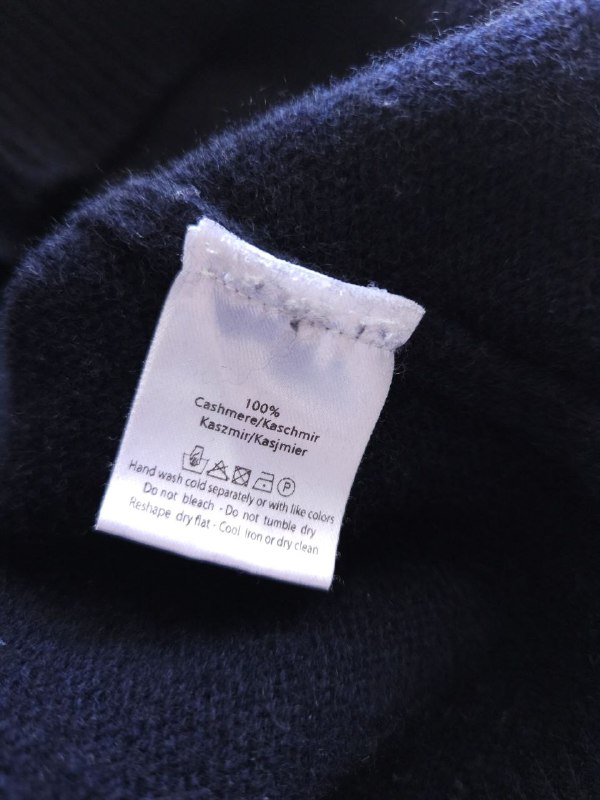 100%
Cashmere/Kaschmir
Kaszmir/Kasjmier
P
Hand wash cold separately or with like colors
Do not bleach - Do not tumble dry
Reshape dry flat - Cool iron or dry clean